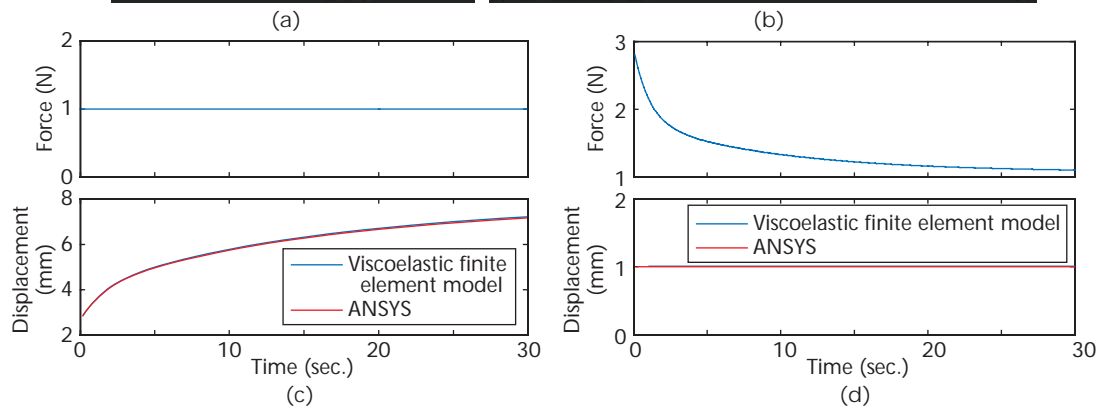 (a)
(b)
2
1
0
Force (N)
3
2
1
Force (N)
8
6
4
2
Displacement
(mm)
Viscoelastic finite
element model
ANSYS
0
10
20
30
Time (sec.)
2
1
0
Displacement
(mm)
Viscoelastic finite element model
ANSYS
0
10
20
30
Time (sec.)
(c)
(d)